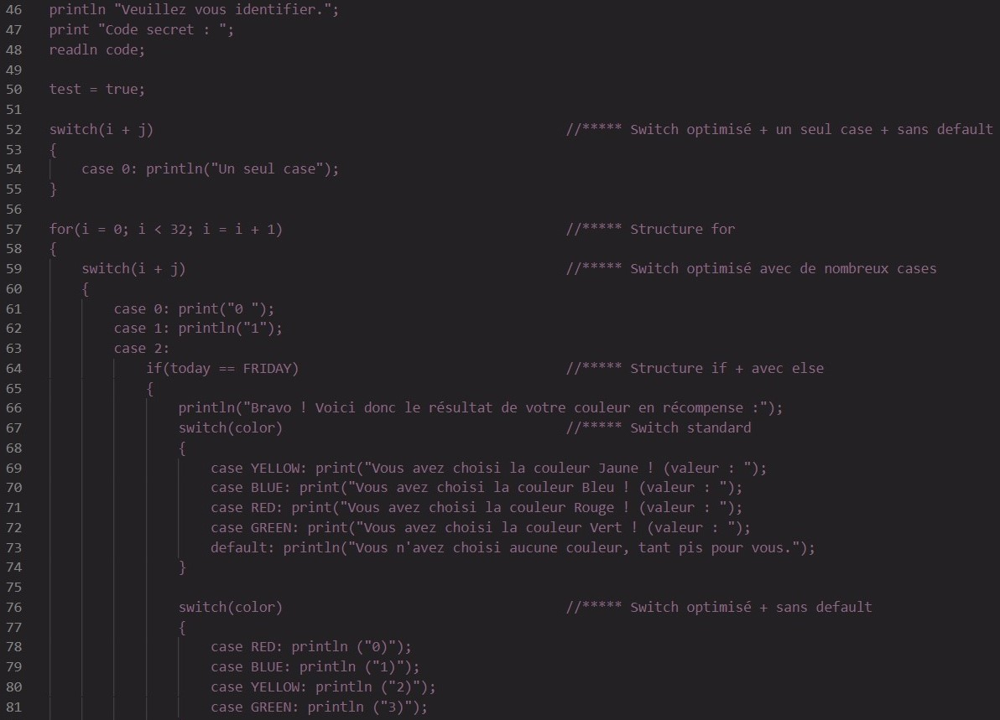 46 println "Veuillez vous identifier.";
47 print "Code secret : ";
48 readln code;
49
50 test = true;
51
52 switch(i + j) //***** Switch optimisé + un seul case + sans default
53 {
54 case 0: println("Un seul case");
55 }
56
57 for(i = 0; i < 32; i = i + 1) //***** Structure for
58 {
59 switch(i + j) //***** Switch optimisé avec de nombreux cases
60 {
61 case 0: print("0 ");
62 case 1: println("1");
63 case 2:
64 if(today == FRIDAY) //***** Structure if + avec else
65 {
66 println("Bravo ! Voici donc le résultat de votre couleur en récompense :");
67 switch(color) //***** Switch standard
68 {
69 case YELLOW: print("Vous avez choisi la couleur Jaune ! (valeur : ");
70 case BLUE: print("Vous avez choisi la couleur Bleu ! (valeur : ");
71 case RED: print("Vous avez choisi la couleur Rouge ! (valeur : ");
72 case GREEN: print("Vous avez choisi la couleur Vert ! (valeur : ");
73 default: println("Vous n'avez choisi aucune couleur, tant pis pour vous.");
74 }
75
76 switch(color) //***** Switch optimisé + sans default
77 {
78 case RED: println ("0)");
79 case BLUE: println ("1)");
80 case YELLOW: println ("2)");
81 case GREEN: println ("3)");